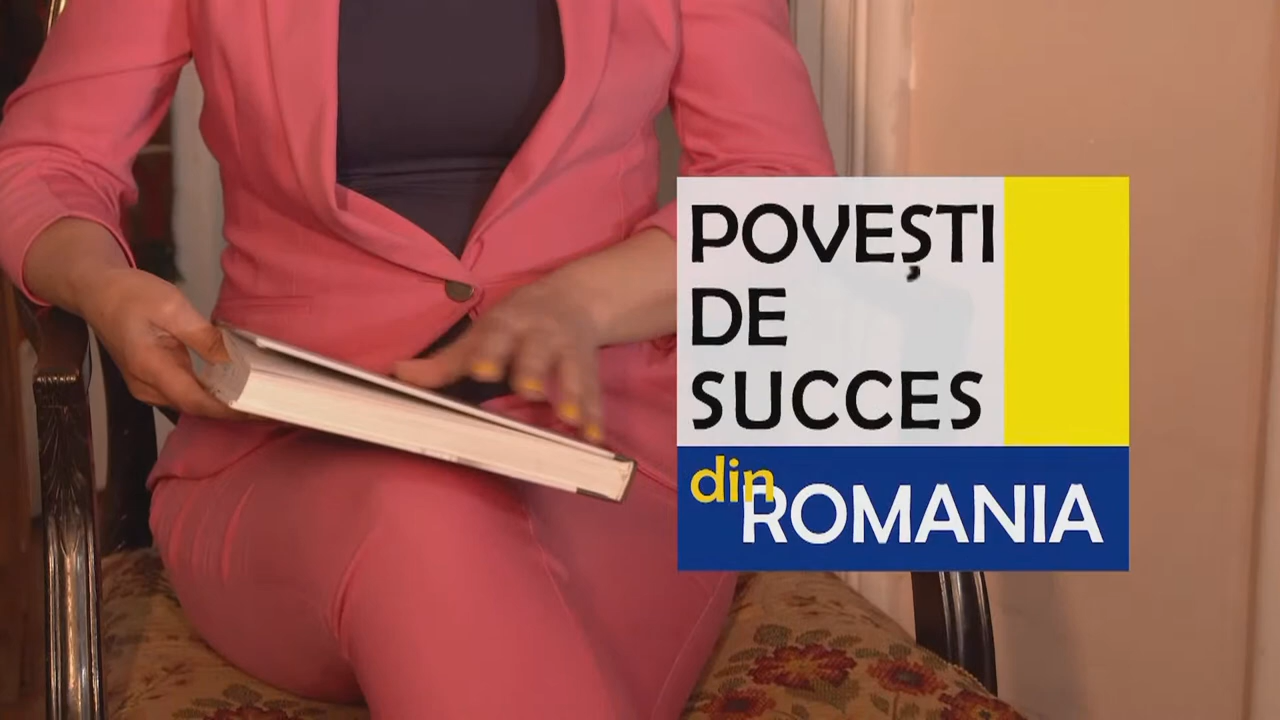 POVEȘTI
DE
SUCCES
din
ROMANIA